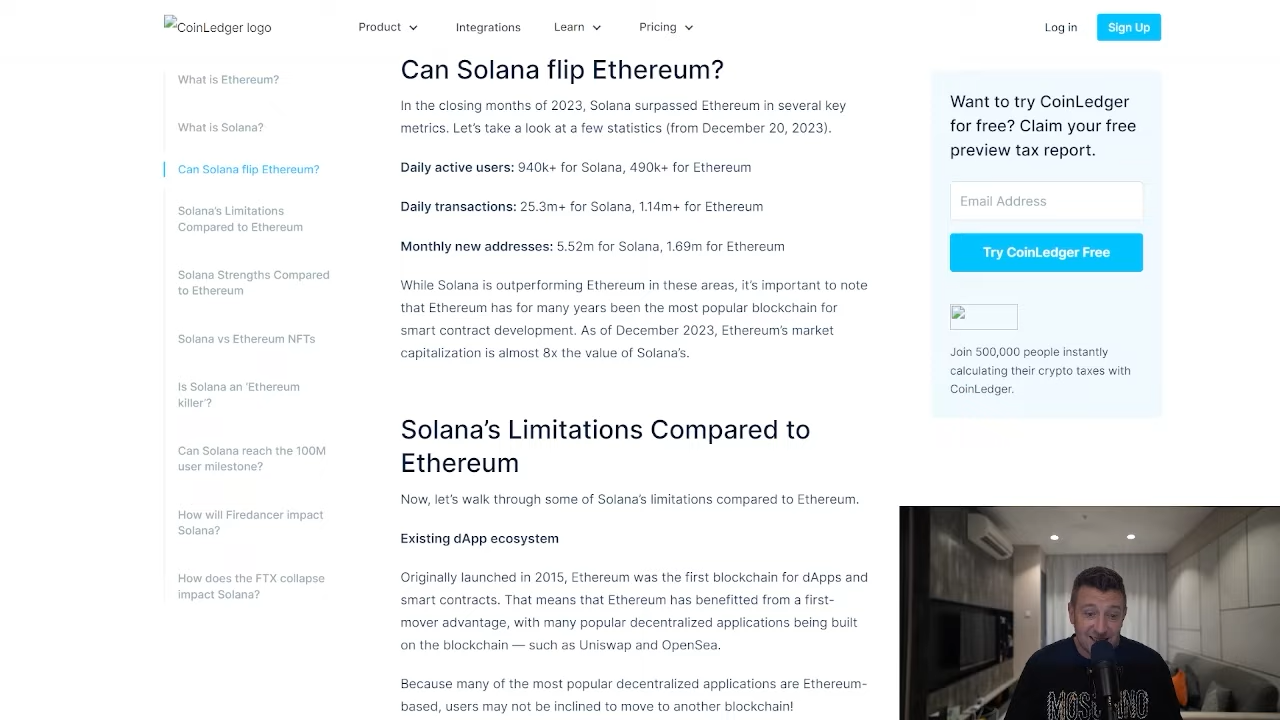 CoinLedger logo
Product
Integrations
Learn
Pricing
Log in
Sign Up
What is Ethereum?
What is Solana?
Can Solana flip Ethereum?
Solana's Limitations
Compared to Ethereum
Solana Strengths Compared
to Ethereum
Solana vs Ethereum NFTs
Is Solana an ‘Ethereum
killer’?
Can Solana reach the 100M
user milestone?
How will Firedancer impact
Solana?
How does the FTX collapse
impact Solana?
Can Solana flip Ethereum?
In the closing months of 2023, Solana surpassed Ethereum in several key
metrics. Let’s take a look at a few statistics (from December 20, 2023).
Daily active users: 940k+ for Solana, 490k+ for Ethereum
Daily transactions: 25.3m+ for Solana, 1.14m+ for Ethereum
Monthly new addresses: 5.52m for Solana, 1.69m for Ethereum
While Solana is outperforming Ethereum in these areas, it’s important to note
that Ethereum has for many years been the most popular blockchain for
smart contract development. As of December 2023, Ethereum’s market
capitalization is almost 8x the value of Solana’s.
Solana’s Limitations Compared to
Ethereum
Now, let’s walk through some of Solana’s limitations compared to Ethereum.
Existing dApp ecosystem
Originally launched in 2015, Ethereum was the first blockchain for dApps and
smart contracts. That means that Ethereum has benefitted from a first-
mover advantage, with many popular decentralized applications being built
on the blockchain — such as Uniswap and OpenSea.
Because many of the most popular decentralized applications are Ethereum-
based, users may not be inclined to move to another blockchain!
Want to try CoinLedger
for free? Claim your free
preview tax report.
Email Address
Try CoinLedger Free
Join 500,000 people instantly
calculating their crypto taxes with
CoinLedger.